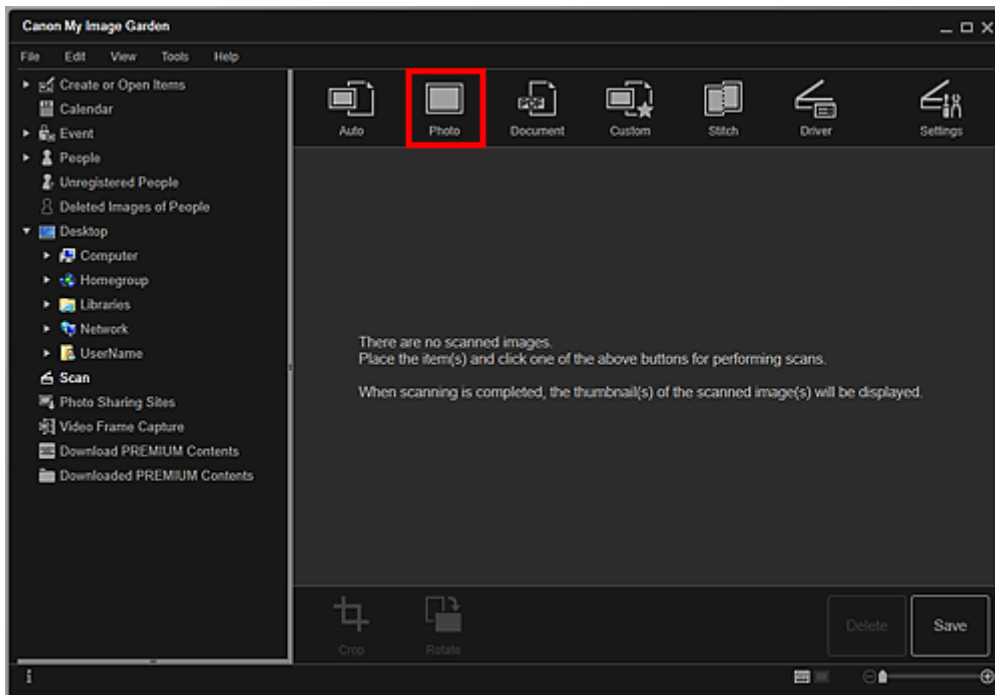 Canon My Image Garden
File Edit View Tools Help
Create or Open Items
Calendar
Event
People
Unregistered People
Deleted Images of People
Desktop
Computer
Homegroup
Libraries
Network
UserName
Scan
Photo Sharing Sites
Video Frame Capture
Download PREMIUM Contents
Downloaded PREMIUM Contents
Auto Photo Document Custom Stitch Driver Settings
PDF
There are no scanned images.
Place the item(s) and click one of the above buttons for performing scans.
When scanning is completed, the thumbnail(s) of the scanned image(s) will be displayed.
Crop Rotate Delete Save